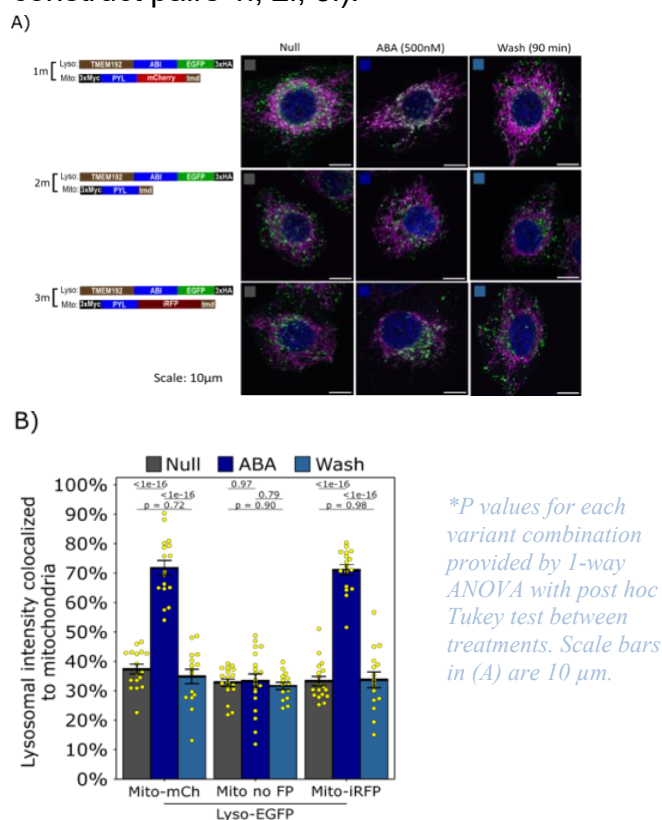 construct pairs 1l, 2l, 3l).
A)
Null ABA (500nM) Wash (90 min)
1m Lyso: TMEM192 ABI EGFP 3xHA
Mito: 3xMyc PYL mCherry tmd
2m Lyso: TMEM192 ABI EGFP 3xHA
Mito: 3xMyc PYL tmd
3m Lyso: TMEM192 ABI EGFP 3xHA
Mito: 3xMyc PYL iRFP tmd
Scale: 10µm
B)
Null ABA Wash
<1e-16 0.97 <1e-16
<1e-16 0.79 <1e-16
p = 0.72 p = 0.90 p = 0.98
Lysosomal intensity colocalized
to mitochondria
100%
90%
80%
70%
60%
50%
40%
30%
20%
10%
0%
Mito-mCh Mito no FP Mito-iRFP
Lyso-EGFP
*P values for each
variant combination
provided by 1-way
ANOVA with post hoc
Tukey test between
treatments. Scale bars
in (A) are 10 µm.